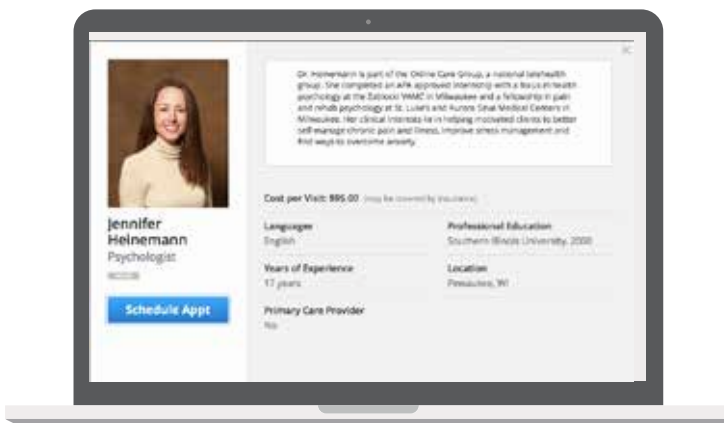 Dr. Heinemann is part of the Online Care Group, a national telehealth
group. She completed an APA approved internship with a focus in health
psychology at the Zablocki VAMC in Milwaukee and a fellowship in pain
and rehab psychology at St. Luke's and Aurora Sinai Medical Centers in
Milwaukee. Her clinical interests lie in helping motivated clients to better
self-manage chronic pain and illness, improve stress management and
find ways to overcome anxiety.
Cost per Visit: $95.00 (may be covered by insurance)
Jennifer
Heinemann
Psychologist
Schedule Appt
Languages
English
Professional Education
Southern Illinois University, 2000
Years of Experience
17 years
Location
Pewaukee, WI
Primary Care Provider
No